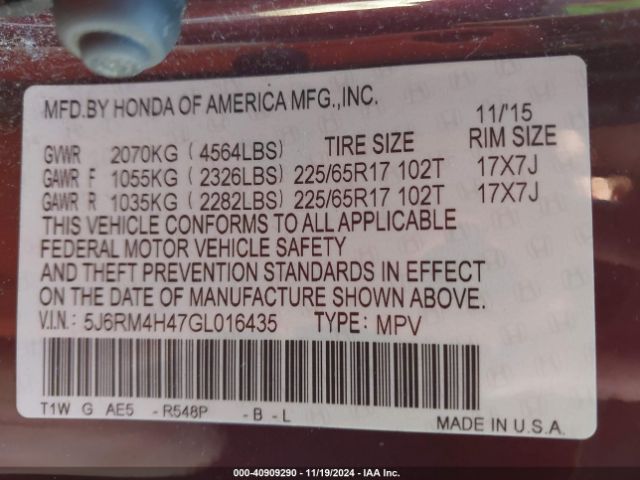 MFD.BY HONDA OF AMERICA MFG.,INC. 11/'15
GVWR 2070KG ( 4564LBS) TIRE SIZE RIM SIZE
GAWR F 1055KG ( 2326LBS) 225/65R17 102T 17X7J
GAWR R 1035KG ( 2282LBS) 225/65R17 102T 17X7J
THIS VEHICLE CONFORMS TO ALL APPLICABLE
FEDERAL MOTOR VEHICLE SAFETY
AND THEFT PREVENTION STANDARDS IN EFFECT
ON THE DATE OF MANUFACTURE SHOWN ABOVE.
V.I.N.: 5J6RM4H47GL016435 TYPE: MPV
T1W G AE5 - R548P - B - L MADE IN U.S.A.
000-40909290 - 11/19/2024 - IAA Inc.